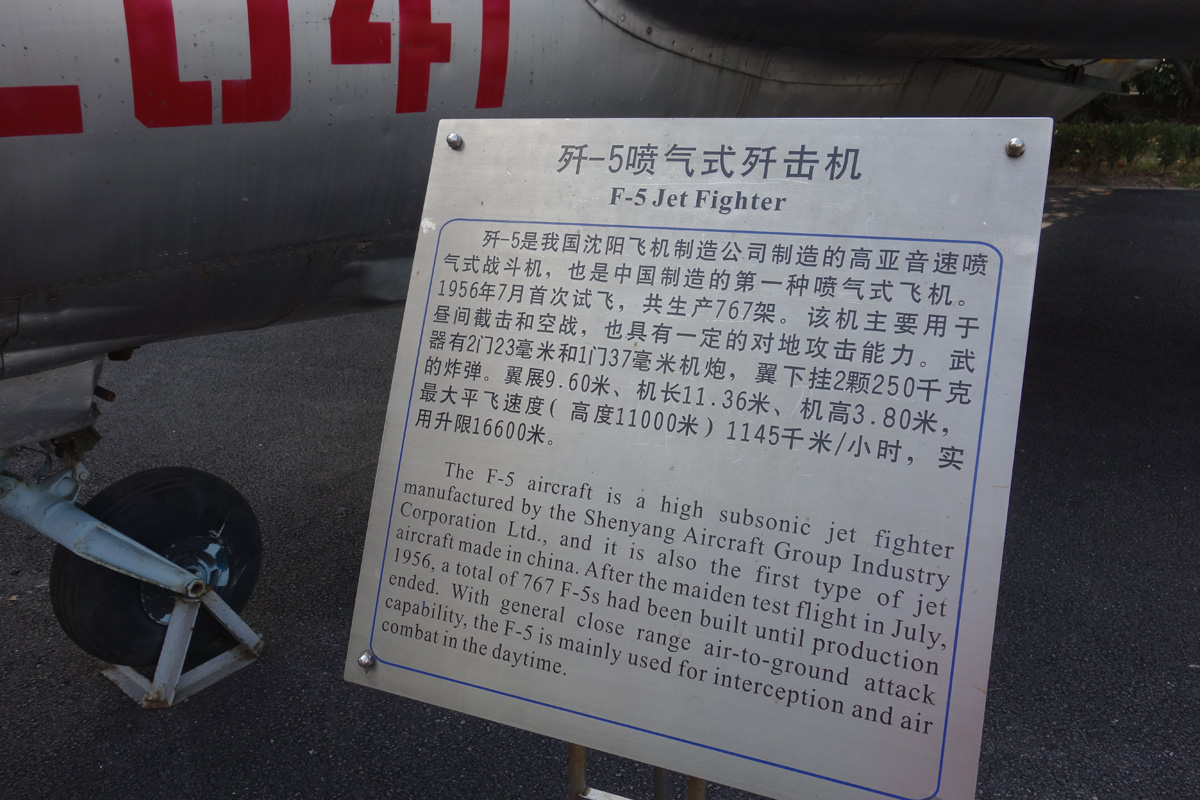 歼-5喷气式歼击机
F-5 Jet Fighter
歼-5是我国沈阳飞机制造公司制造的高亚音速喷
气式战斗机，也是中国制造的第一种喷气式飞机。
1956年7月首次试飞，共生产767架。该机主要用于
昼间截击和空战，也具有一定的对地攻击能力。武
器有2门23毫米和1门37毫米机炮，翼下挂2颗250千克
的炸弹。翼展9.60米、机长11.36米、机高3.80米，
最大平飞速度(高度11000米)1145千米/小时，实
用升限16600米。
The F-5 aircraft is a high subsonic jet fighter
manufactured by the Shenyang Aircraft Group Industry
Corporation Ltd., and it is also the first type of jet
aircraft made in china. After the maiden test flight in July,
1956, a total of 767 F-5s had been built until production
ended. With general close range air-to-ground attack
capability, the F-5 is mainly used for interception and air
combat in the daytime.